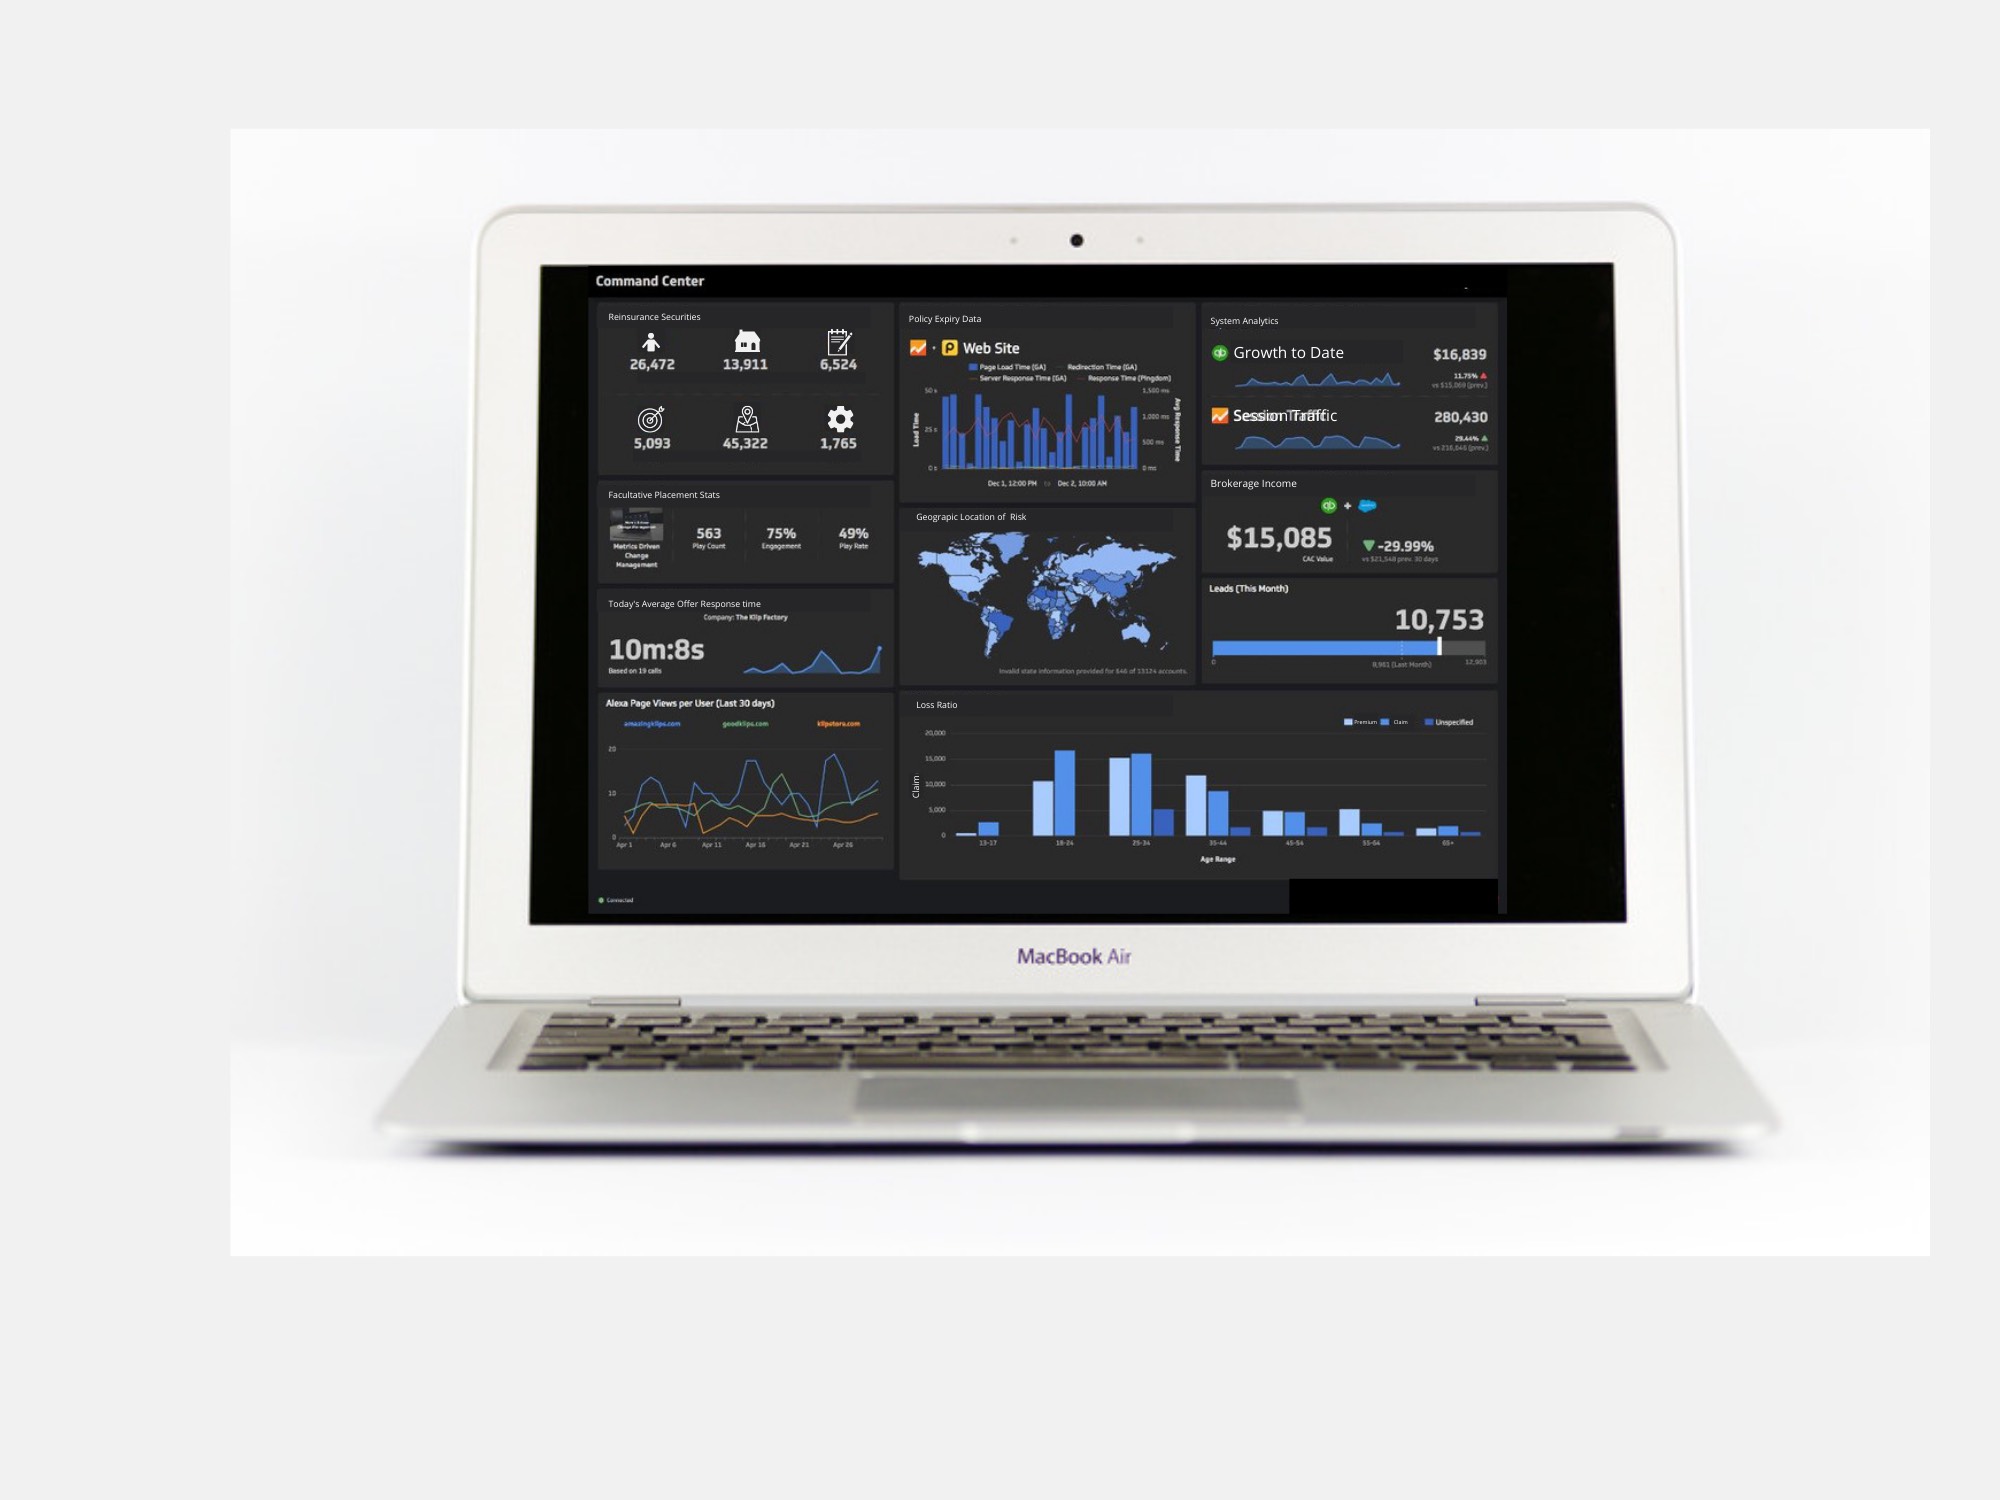 Command Center
Reinsurance Securities
26,472 13,911 6,524
5,093 45,322 1,765
Facultative Placement Stats
Metrics Driven
Change
Management
563 75% 49%
Play Count Engagement Play Rate
Today's Average Offer Response time
Company: The Klip Factory
10m:8s
Based on 19 calls
Alexa Page Views per User (Last 30 days)
amazingklips.com goodklips.com klipstora.com
20
10
0
Apr 1 Apr 6 Apr 11 Apr 16 Apr 21 Apr 26
Connected
Policy Expiry Data
Web Site
Page Load Time (GA) Redirection Time (GA)
Server Response Time (GA) Response Time (Pingdom)
Load Time
50 s
25 s
0 s
1,500 ms
1,000 ms
500 ms
0 ms
Avg Response Time
Dec 1, 12:00 PM to Dec 2, 10:00 AM
Geograpic Location of Risk
Invalid state information provided for 646 of 13124 accounts.
System Analytics
Growth to Date $16,839
11.75%
vs $15,069 (prev.)
Session Traffic 280,430
29.44%
vs 216,646 (prev.)
Brokerage Income
+
$15,085 -29.99%
CAC Value vs $21,548 prev. 30 days
Leads (This Month)
10,753
0 8,981 (Last Month) 12,903
Loss Ratio
Premium Claim Unspecified
Claim
20,000
15,000
10,000
5,000
0
13-17 18-24 25-34 35-44 45-54 55-64 65+
Age Range
MacBook Air